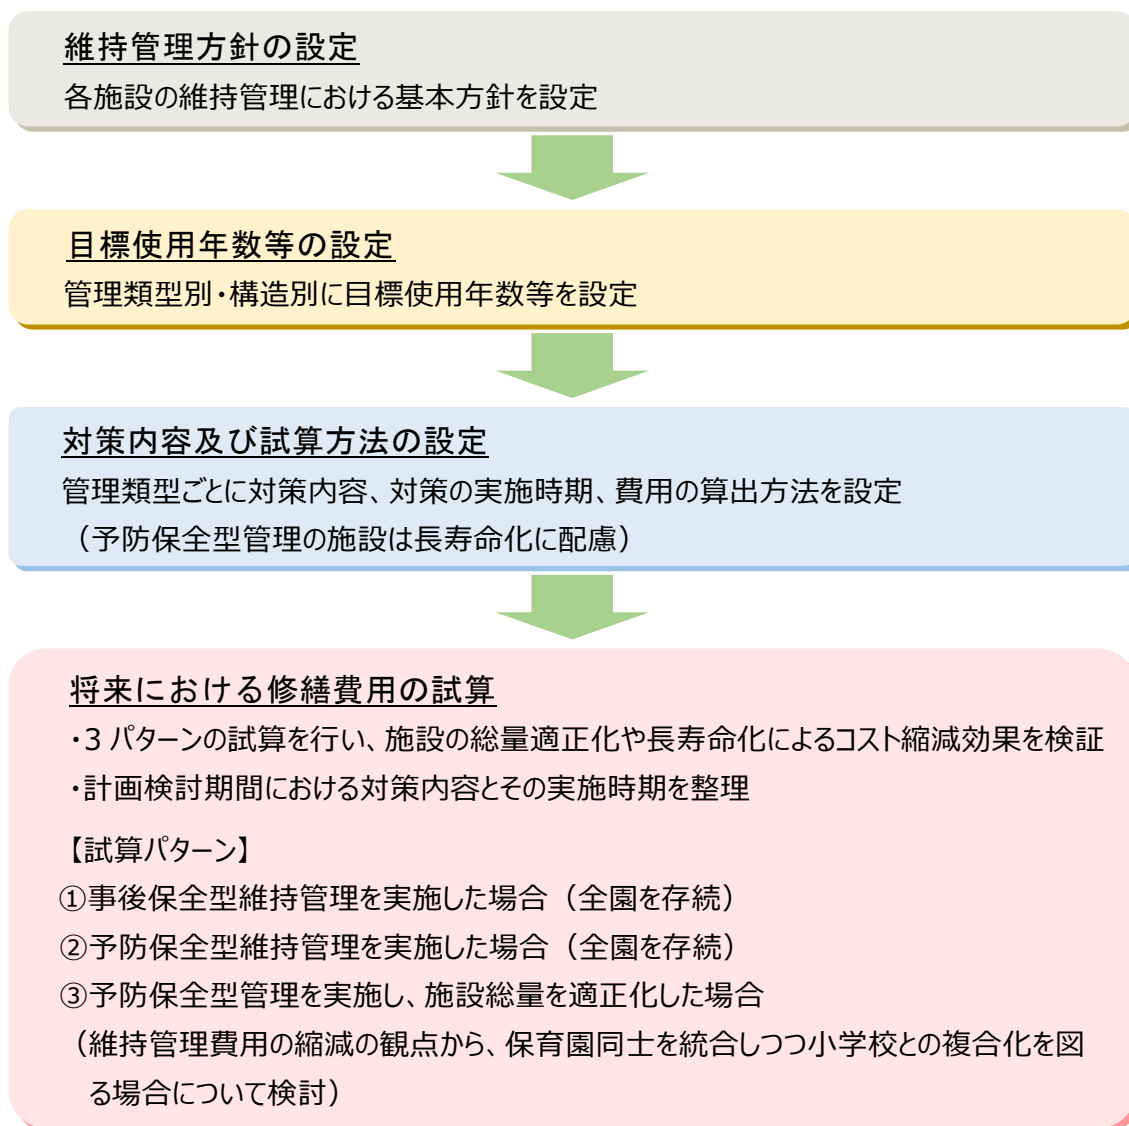 維持管理方針の設定
各施設の維持管理における基本方針を設定
目標使用年数等の設定
管理類型別・構造別に目標使用年数等を設定
対策内容及び試算方法の設定
管理類型ごとに対策内容、対策の実施時期、費用の算出方法を設定
（予防保全型管理の施設は長寿命化に配慮）
将来における修繕費用の試算
・3 パターンの試算を行い、施設の総量適正化や長寿命化によるコスト縮減効果を検証
・計画検討期間における対策内容とその実施時期を整理
【試算パターン】
①事後保全型維持管理を実施した場合（全園を存続）
②予防保全型維持管理を実施した場合（全園を存続）
③予防保全型管理を実施し、施設総量を適正化した場合
（維持管理費用の縮減の観点から、保育園同士を統合しつつ小学校との複合化を図
る場合について検討）